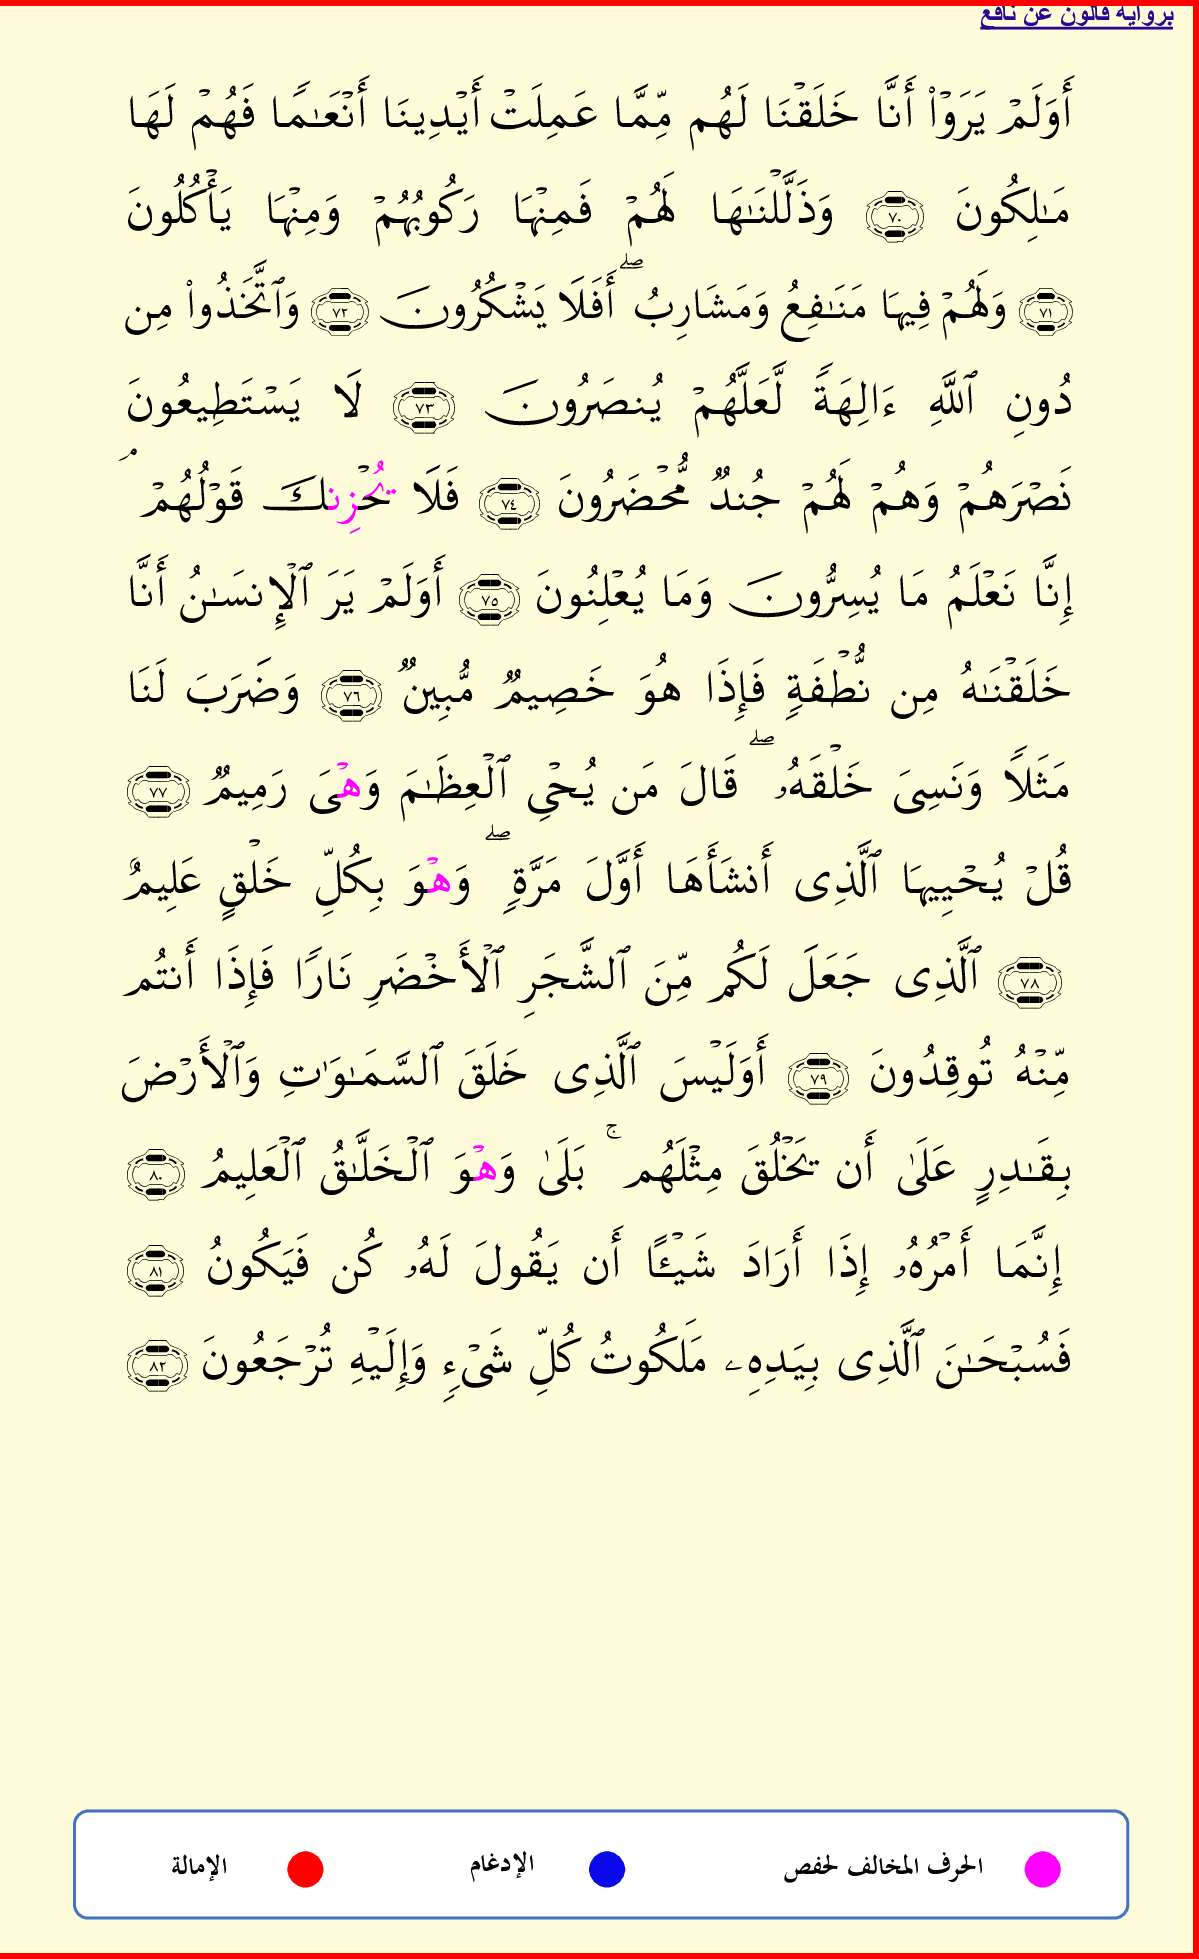 برواية قالون عن نافع
أَوَلَمْ يَرَوْا۟ أَنَّا خَلَقْنَا لَهُم مِّمَّا عَمِلَتْ أَيْدِينَا أَنْعَـٰمًا فَهُمْ لَهَا
مَـٰلِكُونَ ٧٠ وَذَلَّلْنَـٰهَا لَهُمْ فَمِنْهَا رَكُوبُهُمْ وَمِنْهَا يَأْكُلُونَ
٧١ وَلَهُمْ فِيهَا مَنَـٰفِعُ وَمَشَارِبُ ۖ أَفَلَا يَشْكُرُونَ ٧٢ وَٱتَّخَذُوا۟ مِن
دُونِ ٱللَّهِ ءَالِهَةً لَّعَلَّهُمْ يُنصَرُونَ ٧٣ لَا يَسْتَطِيعُونَ
نَصْرَهُمْ وَهُمْ لَهُمْ جُندٌ مُّحْضَرُونَ ٧٤ فَلَا يُحْزِنكَ قَوْلُهُمْ ۘ
إِنَّا نَعْلَمُ مَا يُسِرُّونَ وَمَا يُعْلِنُونَ ٧٥ أَوَلَمْ يَرَ ٱلْإِنسَـٰنُ أَنَّا
خَلَقْنَـٰهُ مِن نُّطْفَةٍ فَإِذَا هُوَ خَصِيمٌ مُّبِينٌ ٧٦ وَضَرَبَ لَنَا
مَثَلًا وَنَسِىَ خَلْقَهُۥ ۖ قَالَ مَن يُحْىِ ٱلْعِظَـٰمَ وَهْىَ رَمِيمٌ ٧٧
قُلْ يُحْيِيهَا ٱلَّذِى أَنشَأَهَا أَوَّلَ مَرَّةٍ ۖ وَهْوَ بِكُلِّ خَلْقٍ عَلِيمٌ
٧٨ ٱلَّذِى جَعَلَ لَكُم مِّنَ ٱلشَّجَرِ ٱلْأَخْضَرِ نَارًا فَإِذَا أَنتُم
مِّنْهُ تُوقِدُونَ ٧٩ أَوَلَيْسَ ٱلَّذِى خَلَقَ ٱلسَّمَـٰوَٰتِ وَٱلْأَرْضَ
بِقَـٰدِرٍ عَلَىٰ أَن يَخْلُقَ مِثْلَهُم ۚ بَلَىٰ وَهْوَ ٱلْخَلَّـٰقُ ٱلْعَلِيمُ ٨٠
إِنَّمَا أَمْرُهُۥ إِذَا أَرَادَ شَيْـًٔا أَن يَقُولَ لَهُۥ كُن فَيَكُونُ ٨١
فَسُبْحَـٰنَ ٱلَّذِى بِيَدِهِۦ مَلَكُوتُ كُلِّ شَىْءٍ وَإِلَيْهِ تُرْجَعُونَ ٨٢
الحرف المخالف لحفص الإدغام الإمالة